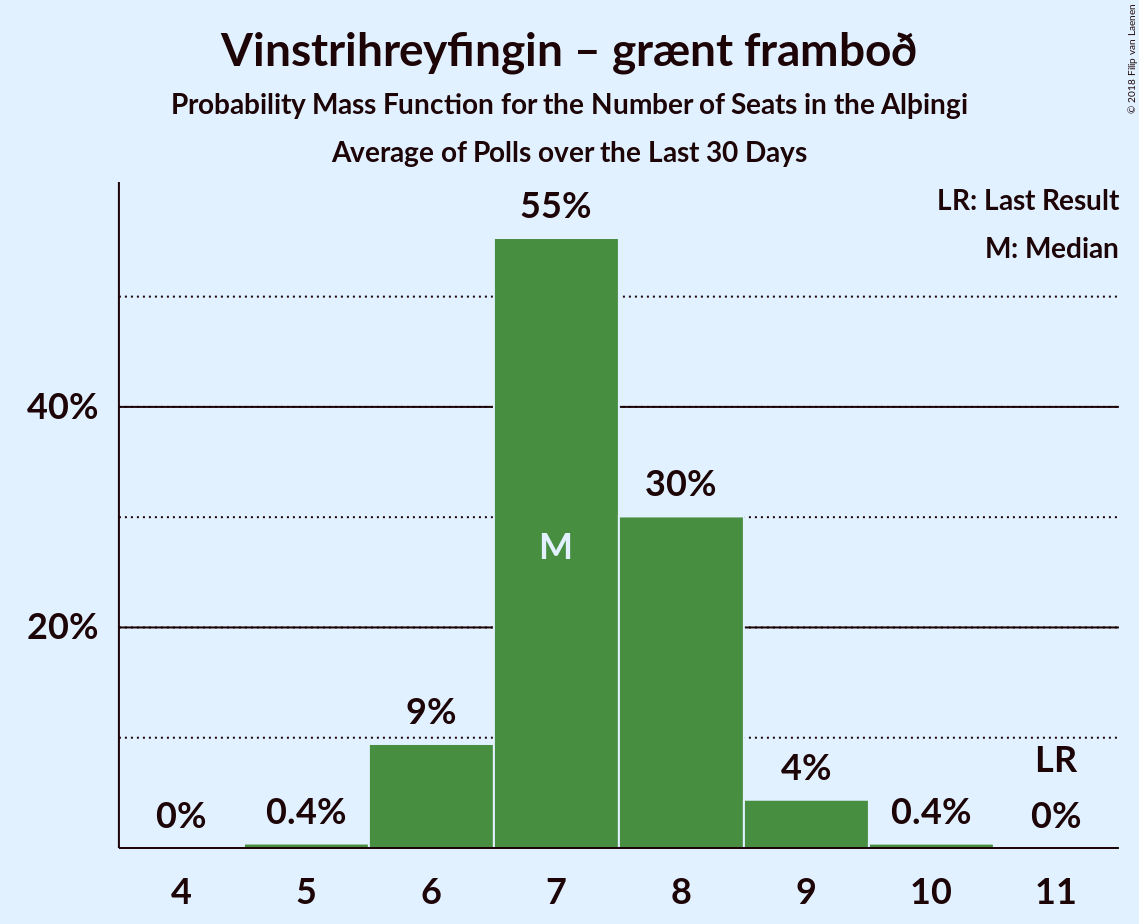 Vinstrihreyfingin – grænt framboð
Probability Mass Function for the Number of Seats in the Alþingi
Average of Polls over the Last 30 Days
© 2018 Filip van Laenen
LR: Last Result
M: Median
55%
40%
30%
M
20%
9%
4%
LR
0%
0.4%
0.4%
0%
4
5
6
7
8
9
10
11